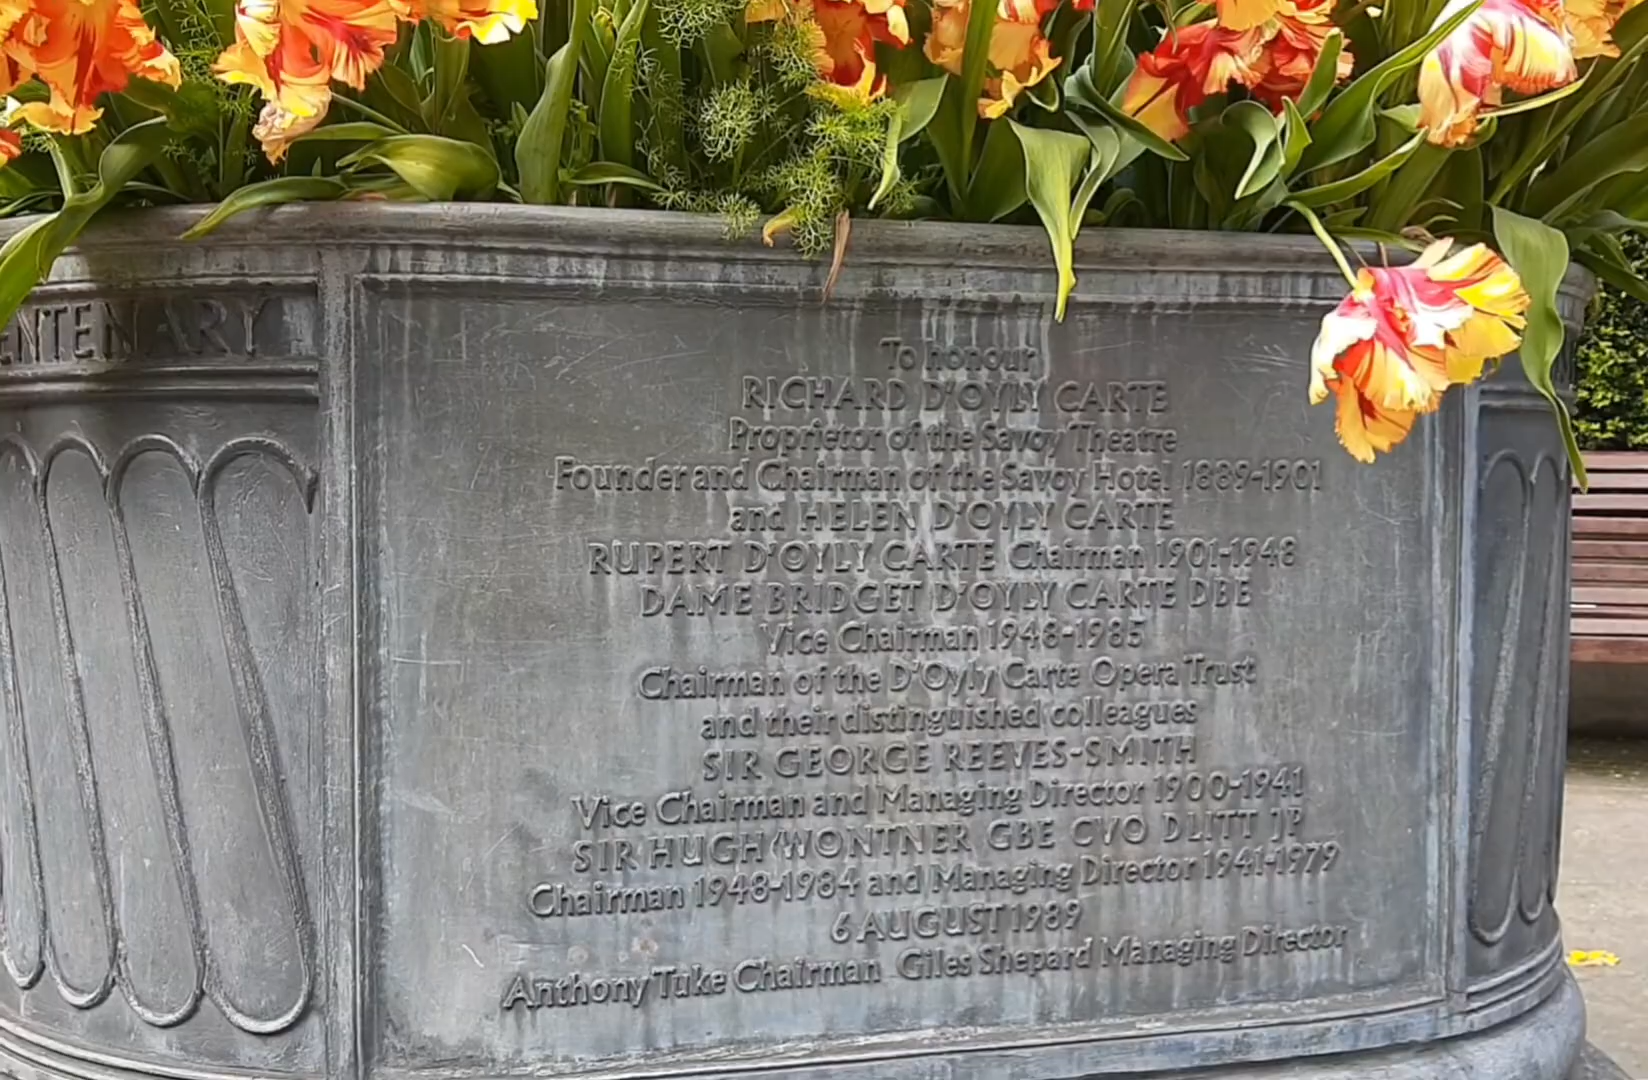 ENTENARY
To honour
RICHARD D'OYLY CARTE
Proprietor of the Savoy Theatre
Founder and Chairman of the Savoy Hotel 1889-1901
and HELEN D'OYLY CARTE
RUPERT D'OYLY CARTE Chairman 1901-1948
DAME BRIDGET D'OYLY CARTE DBE
Vice Chairman 1948-1985
Chairman of the D'Oyly Carte Opera Trust
and their distinguished colleagues
SIR GEORGE REEVES-SMITH
Vice Chairman and Managing Director 1900-1941
SIR HUGH WONTNER GBE CVO DLITT JP
Chairman 1948-1984 and Managing Director 1941-1979
6 AUGUST 1989
Anthony Tuke Chairman Giles Shepard Managing Director